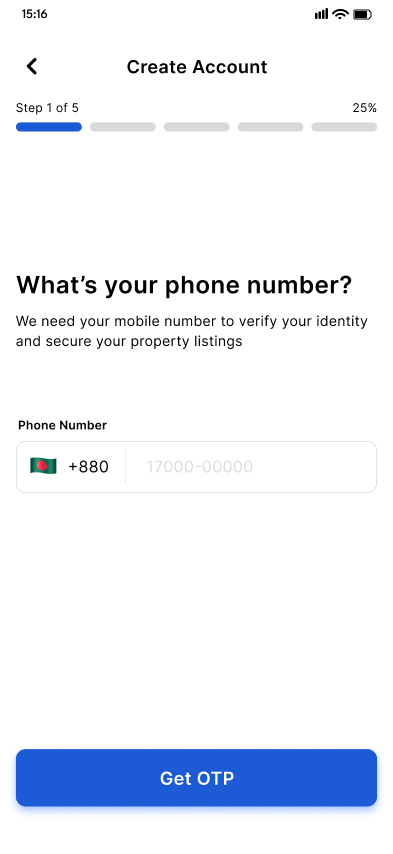 15:16
Create Account
Step 1 of 5
25%
What’s your phone number?
We need your mobile number to verify your identity
and secure your property listings
Phone Number
+880
17000-00000
Get OTP